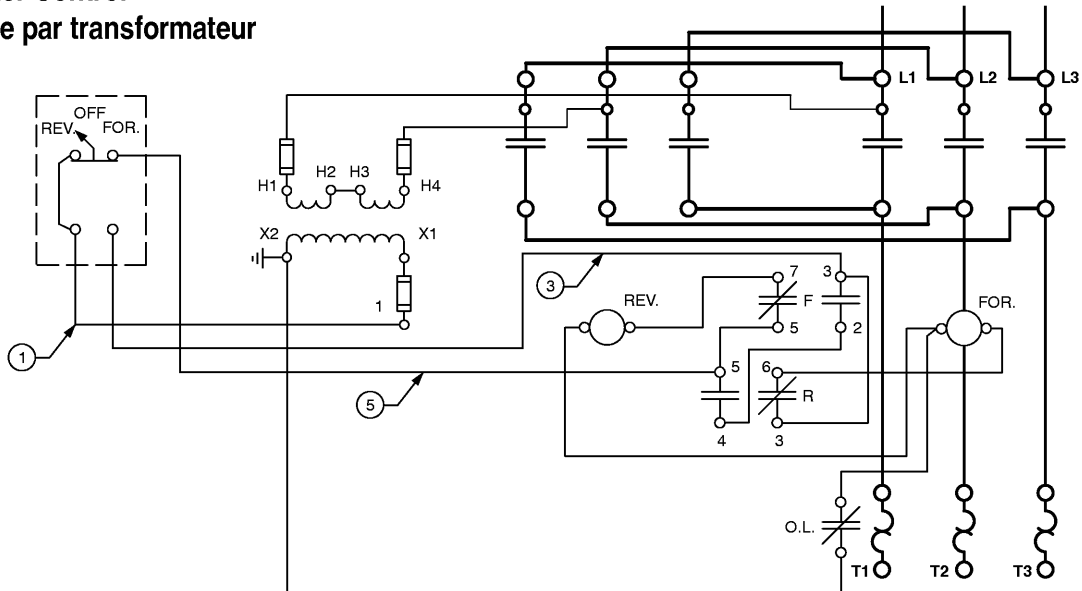 e par transformateur
L1
L2
L3
OFF
REV.
FOR.
H1
H2
H3
H4
X2
X1
1
3
7
3
REV.
F
FOR.
5
2
1
5
5
6
R
4
3
O.L.
T1
T2
T3